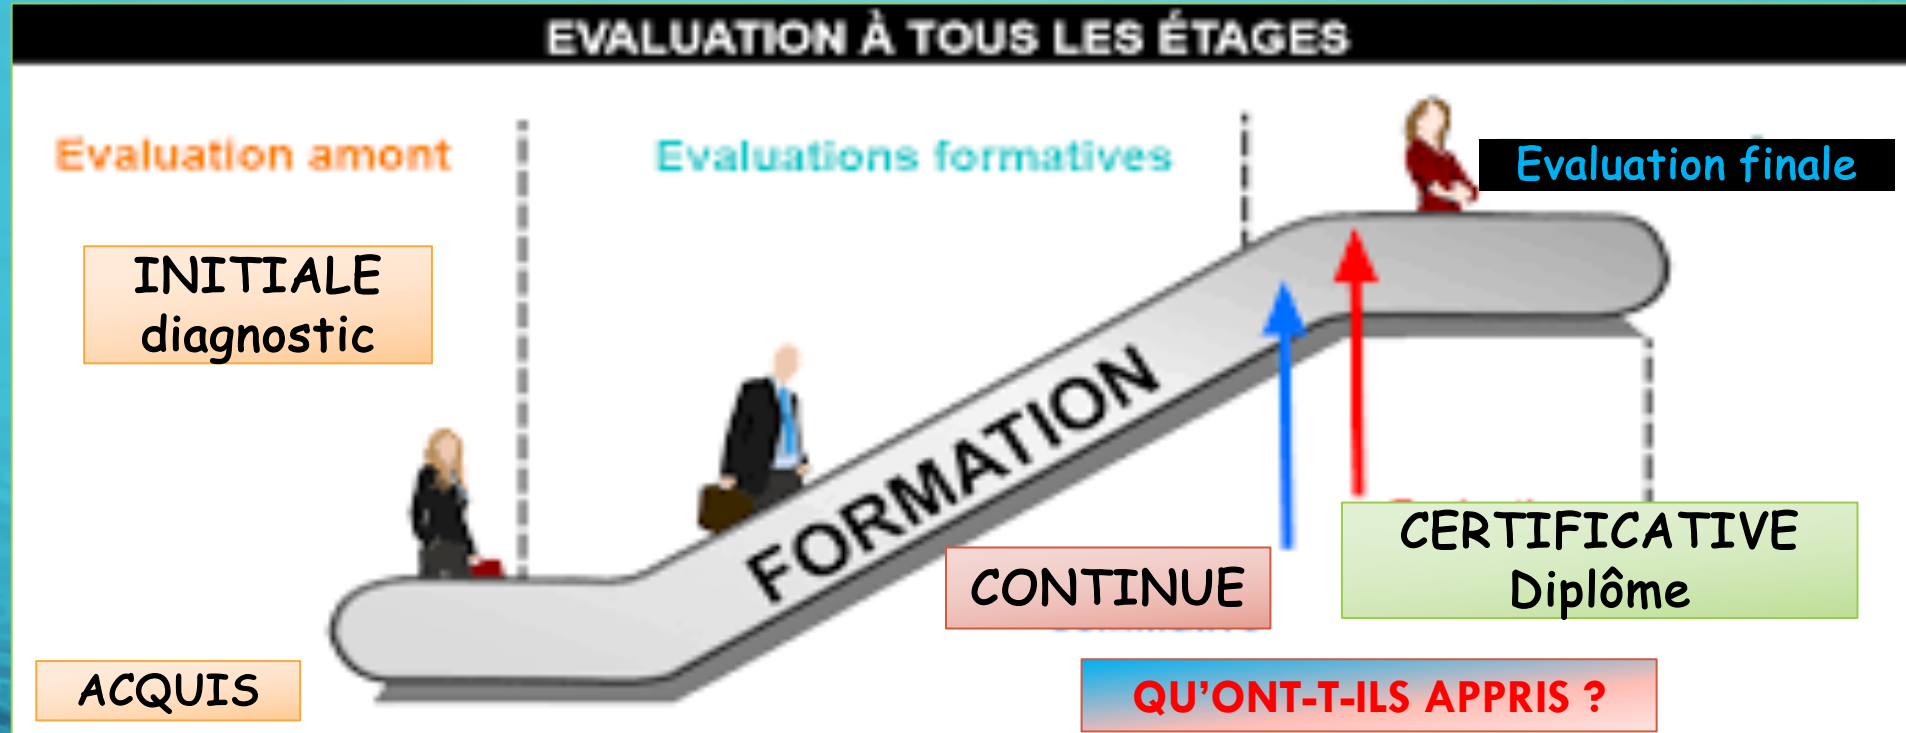 EVALUATION À TOUS LES ÉTAGES
Evaluation amont
Evaluations formatives
Evaluation finale
INITIALE
diagnostic
FORMATION
CONTINUE
CERTIFICATIVE
Diplôme
ACQUIS
QU'ONT-T-ILS APPRIS ?